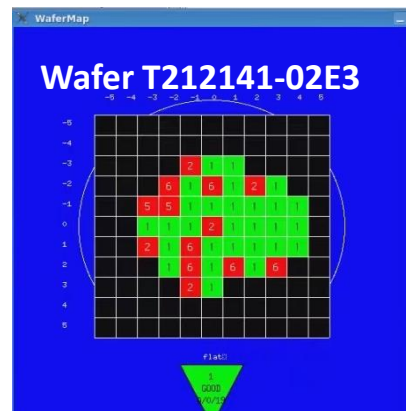 WaferMap
Wafer T212141-02E3
-5 -4 -3 -2 -1 0 1 2 3 4 5
-5
-4
-3 2 1 1
-2 6 1 6 1 2 1
-1 5 5 1 1 1 1 1 1
0 1 1 1 2 1 1 1 1
1 2 1 6 1 1 1 1 1
2 1 6 1 6 1 6
3 2 1
4
5
flat
1
GOOD